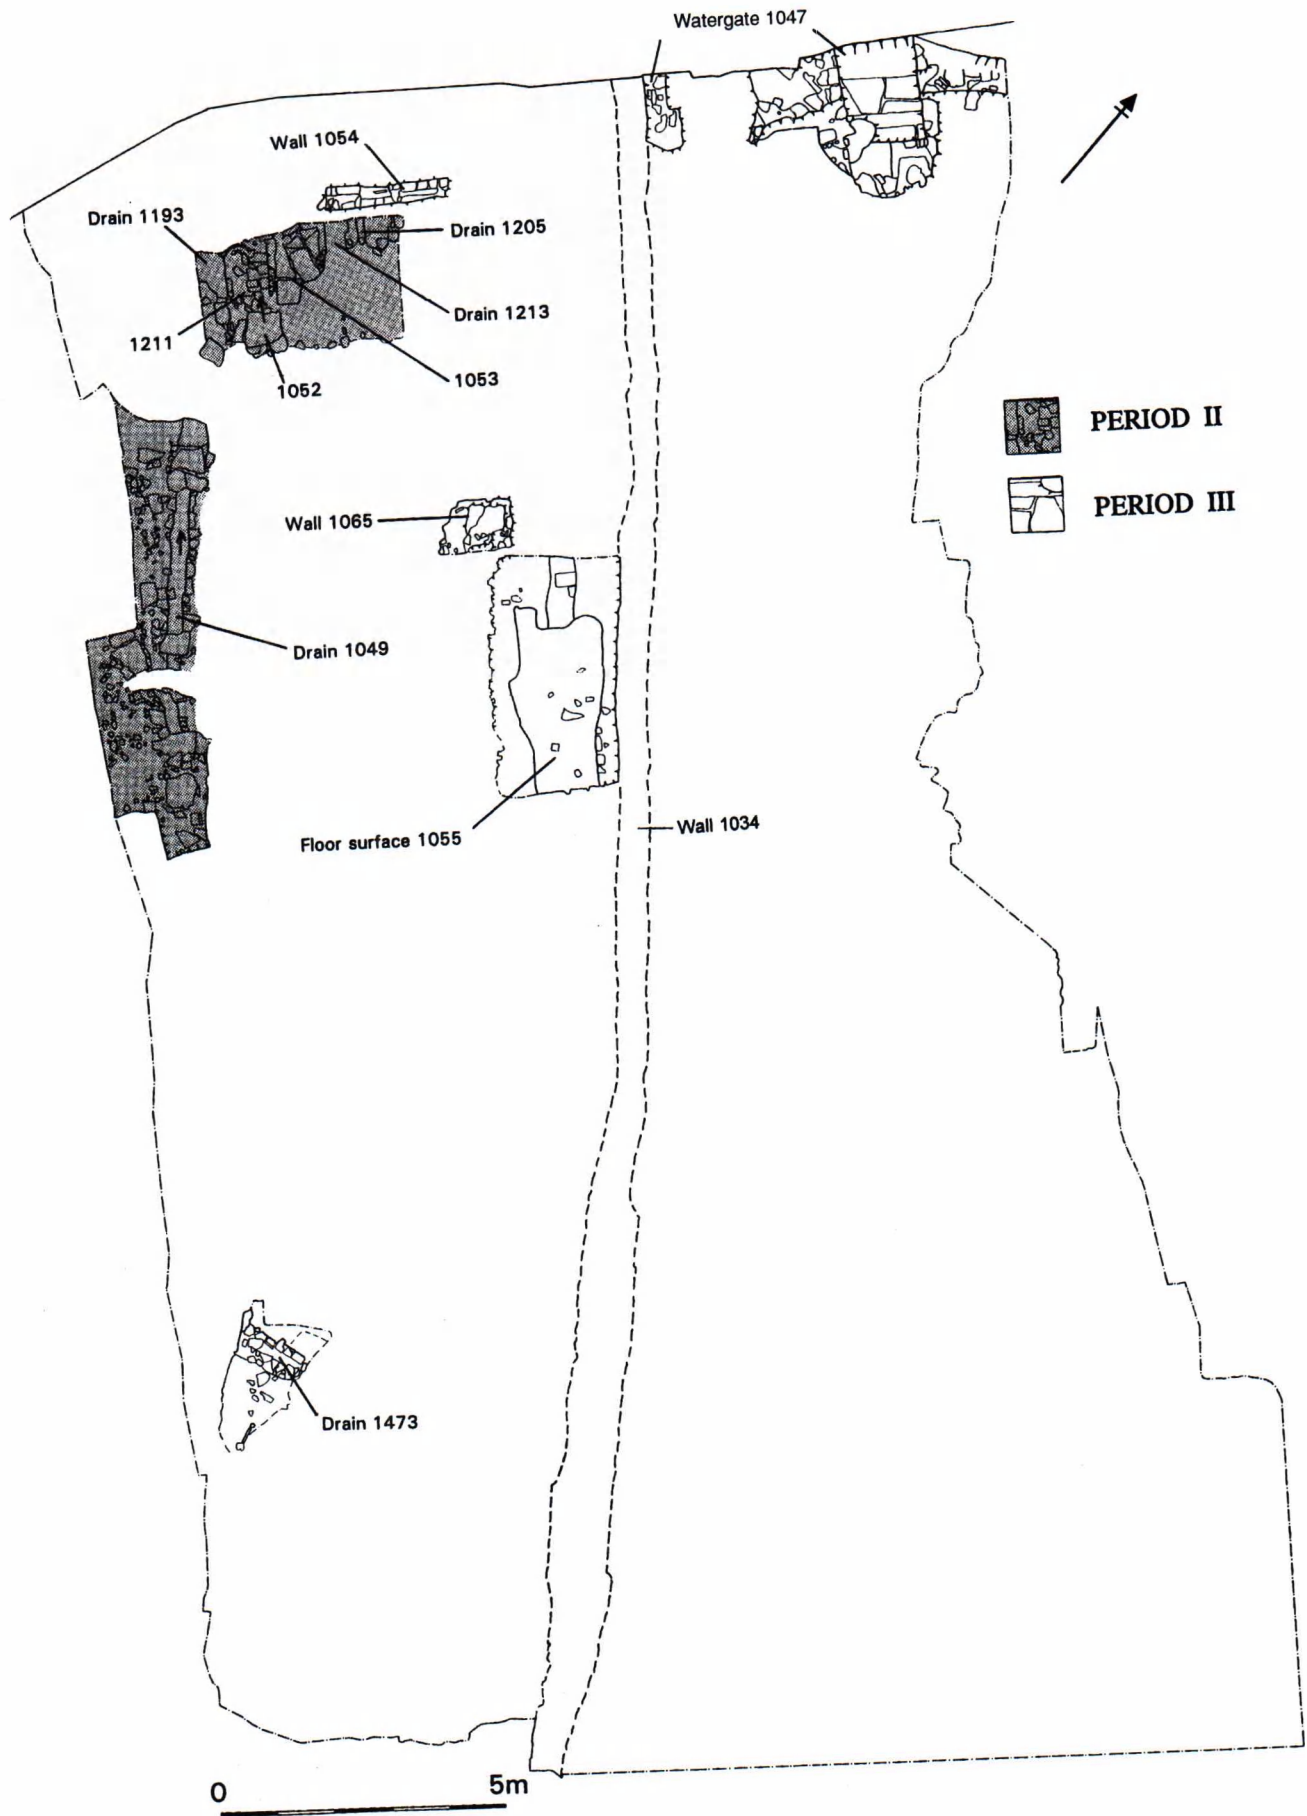 Watergate 1047
Wall 1054
Drain 1193
Drain 1205
Drain 1213
1211
1053
1052
PERIOD II
PERIOD III
Wall 1065
Drain 1049
Wall 1034
Floor surface 1055
Drain 1473
0 5m